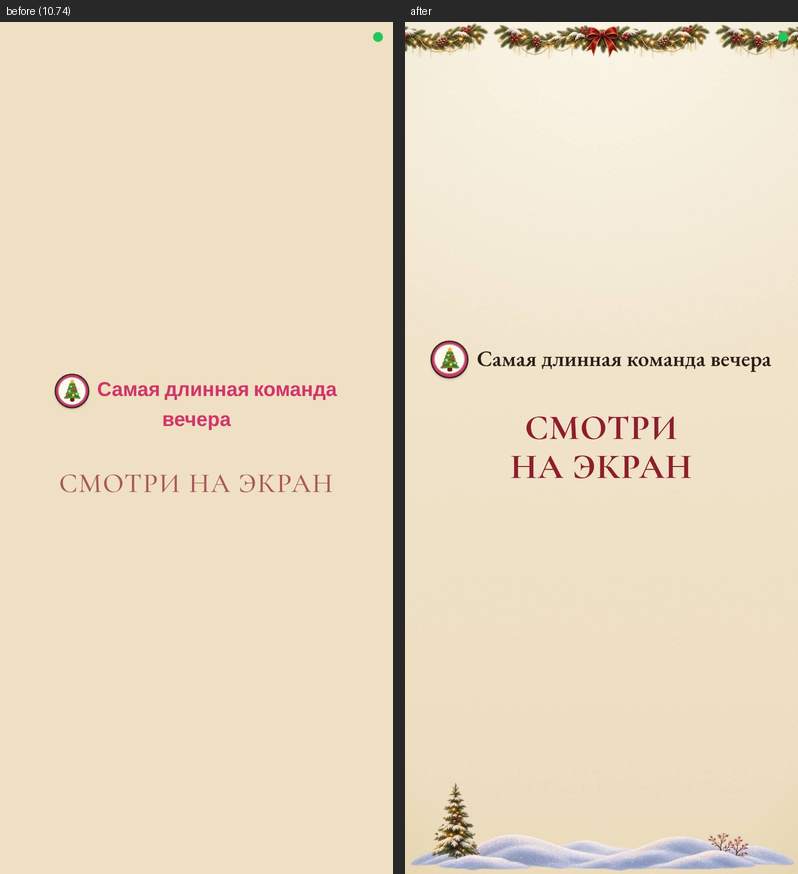 before (10.74)
Самая длинная команда
вечера
СМОТРИ НА ЭКРАН
after
Самая длинная команда вечера
СМОТРИ
НА ЭКРАН